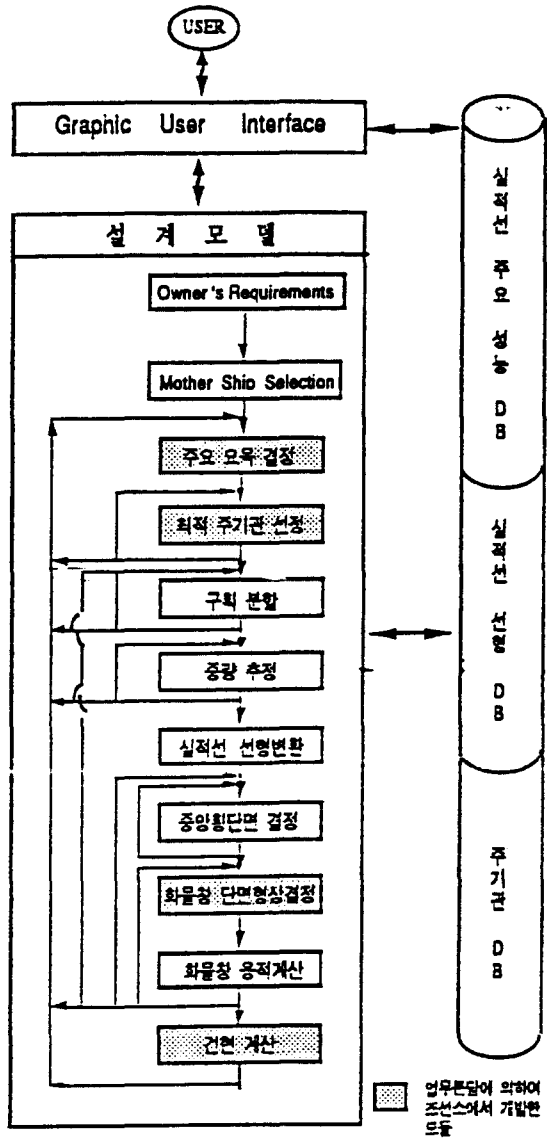 USER
Graphic User Interface
설계모델
Owner's Requirements
Mother Ship Selection
주요 요목 결정
최적 주기관 선정
구획 분할
중량 추정
실적선 선형변환
중앙횡단면 결정
화물창 단면형상결정
화물창 용적계산
건현 계산
실적선 주요 성능 DB
실적선 선형 DB
주기관 DB
업무분담에 의하여
조선소에서 개발한
모듈